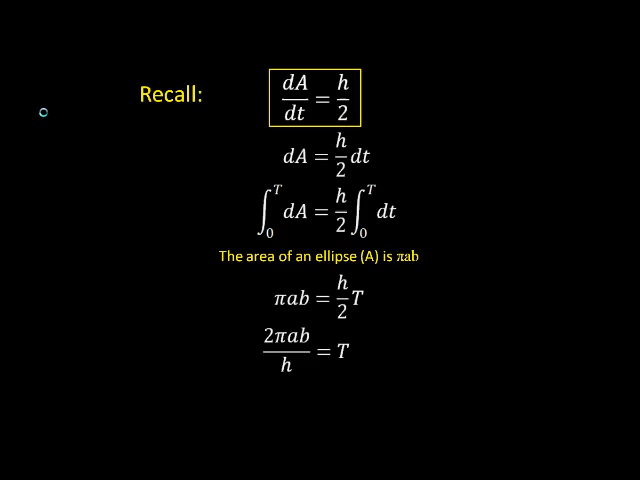 Recall: dA/dt = h/2
dA = h/2 dt
∫₀ᵀ dA = h/2 ∫₀ᵀ dt
The area of an ellipse (A) is πab
πab = h/2 T
2πab/h = T